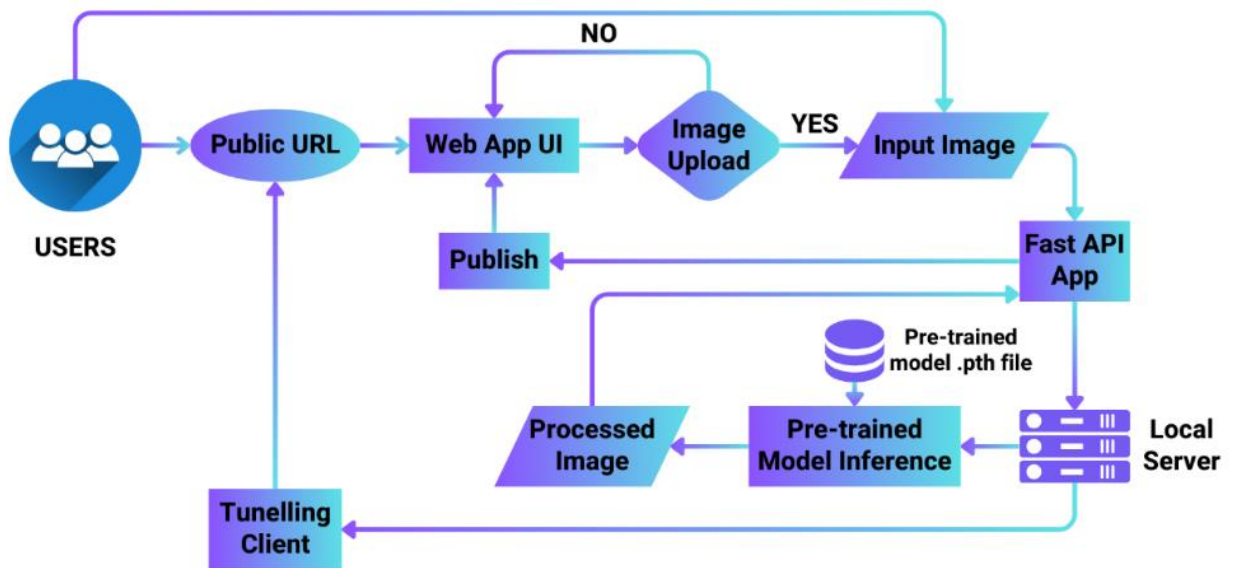 NO
YES
Public URL
Web App UI
Image
Upload
Input Image
USERS
Publish
Fast API
App
Pre-trained
model .pth file
Processed
Image
Pre-trained
Model Inference
Local
Server
Tunelling
Client